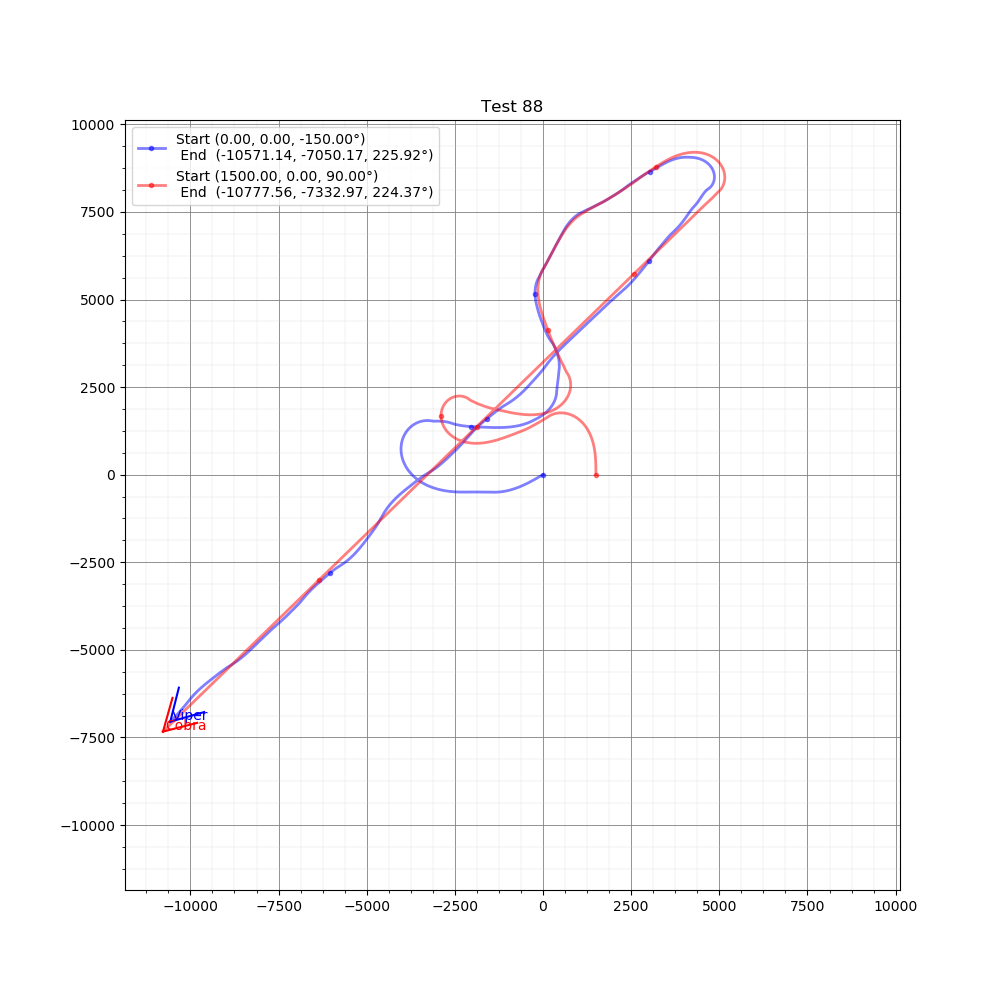 Test 88
Start (0.00, 0.00, -150.00°)
End (-10571.14, -7050.17, 225.92°)
Start (1500.00, 0.00, 90.00°)
End (-10777.56, -7332.97, 224.37°)
10000
7500
5000
2500
0
−2500
−5000
−7500
−10000
Viper
Cobra
−10000 −7500 −5000 −2500 0 2500 5000 7500 10000